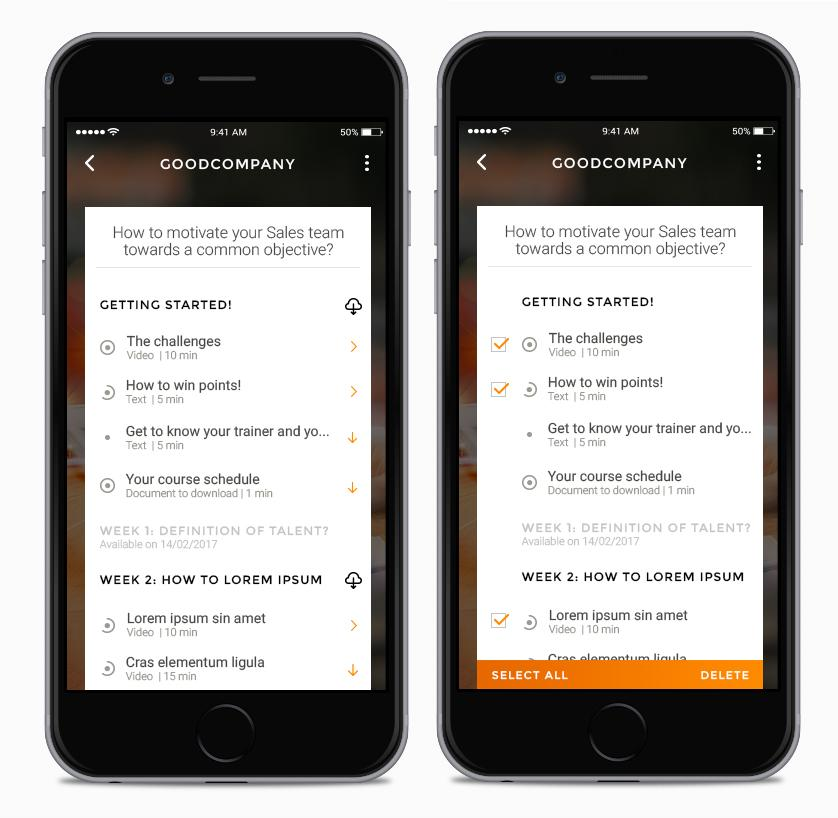 9:41 AM
50%
GOODCOMPANY
How to motivate your Sales team
towards a common objective?
GETTING STARTED!
The challenges
Video | 10 min
How to win points!
Text | 5 min
Get to know your trainer and yo...
Text | 5 min
Your course schedule
Document to download | 1 min
WEEK 1: DEFINITION OF TALENT?
Available on 14/02/2017
WEEK 2: HOW TO LOREM IPSUM
Lorem ipsum sin amet
Video | 10 min
Cras elementum ligula
Video | 15 min
9:41 AM
50%
GOODCOMPANY
How to motivate your Sales team
towards a common objective?
GETTING STARTED!
The challenges
Video | 10 min
How to win points!
Text | 5 min
Get to know your trainer and yo...
Text | 5 min
Your course schedule
Document to download | 1 min
WEEK 1: DEFINITION OF TALENT?
Available on 14/02/2017
WEEK 2: HOW TO LOREM IPSUM
Lorem ipsum sin amet
Video | 10 min
Cras elementum ligula
SELECT ALL
DELETE